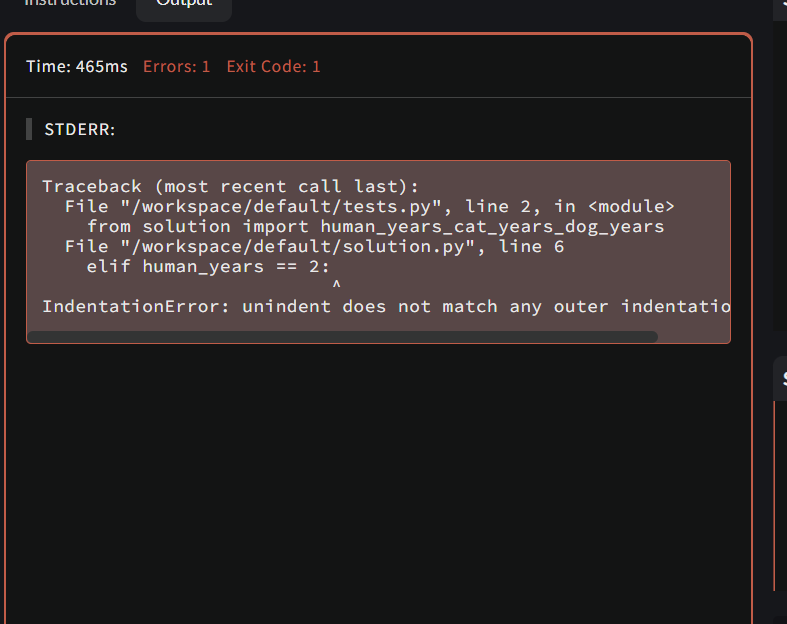 Instructions Output
Time: 465ms Errors: 1 Exit Code: 1
STDERR:
Traceback (most recent call last):
  File "/workspace/default/tests.py", line 2, in <module>
    from solution import human_years_cat_years_dog_years
  File "/workspace/default/solution.py", line 6
    elif human_years == 2:
                          ^
IndentationError: unindent does not match any outer indentatio